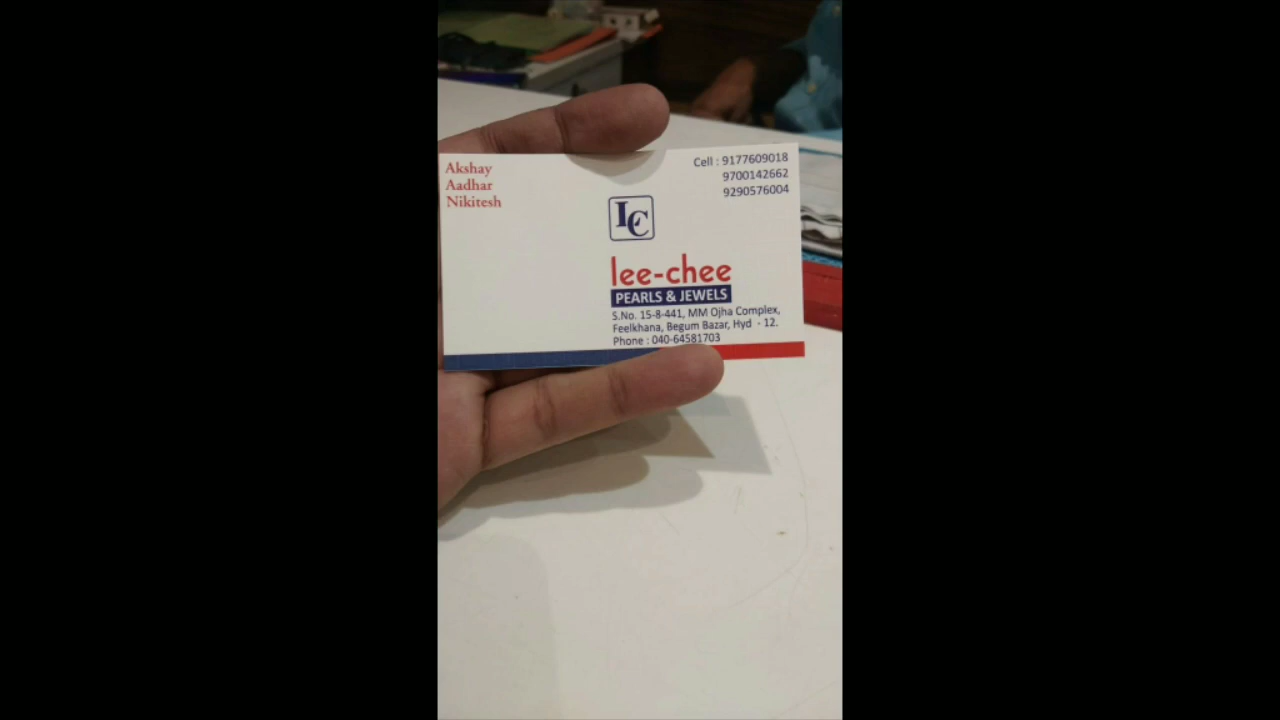 Akshay
Aadhar
Nikitesh
Cell : 9177609018
9700142662
9290576004
LC
lee-chee
PEARLS & JEWELS
S.No. 15-8-441, MM Ojha Complex,
Feelkhana, Begum Bazar, Hyd - 12.
Phone : 040-64581703